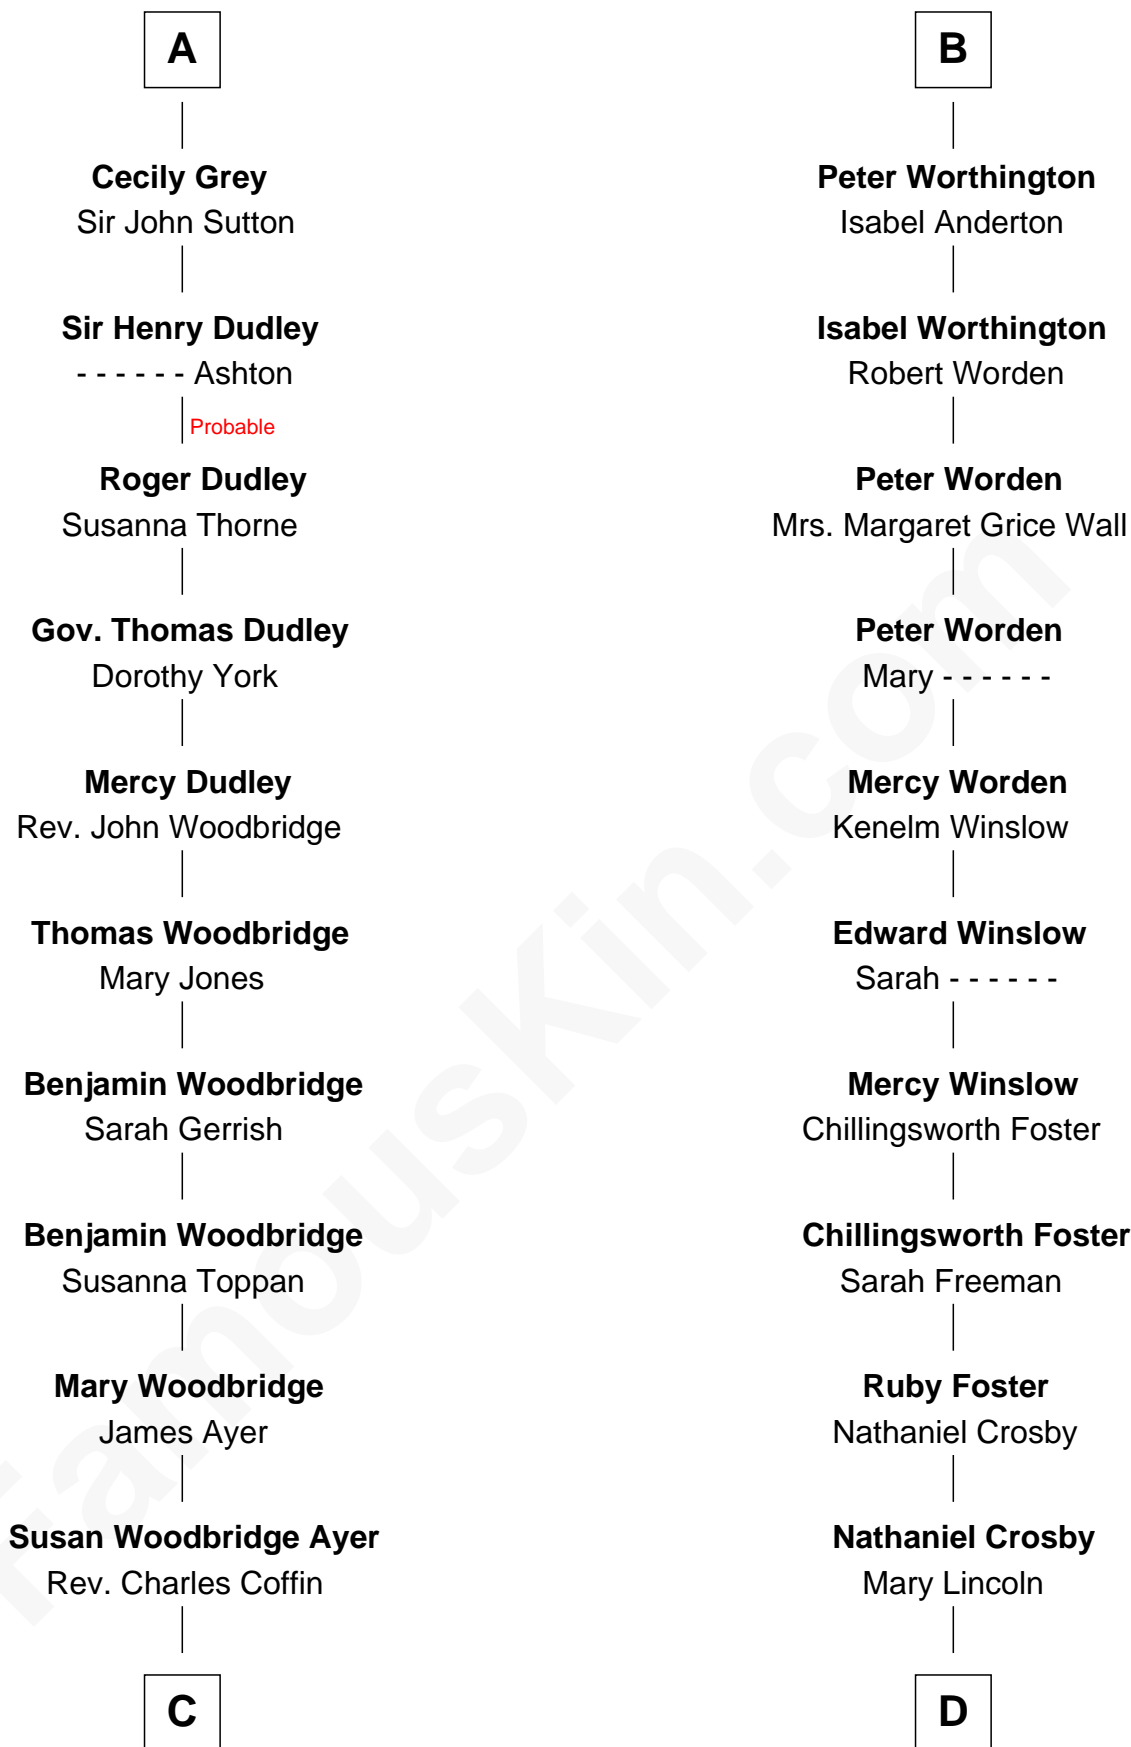 A
Cecily Grey
Sir John Sutton
Sir Henry Dudley
- - - - - - Ashton
Probable
Roger Dudley
Susanna Thorne
Gov. Thomas Dudley
Dorothy York
Mercy Dudley
Rev. John Woodbridge
Thomas Woodbridge
Mary Jones
Benjamin Woodbridge
Sarah Gerrish
Benjamin Woodbridge
Susanna Toppan
Mary Woodbridge
James Ayer
Susan Woodbridge Ayer
Rev. Charles Coffin
C
B
Peter Worthington
Isabel Anderton
Isabel Worthington
Robert Worden
Peter Worden
Mrs. Margaret Grice Wall
Peter Worden
Mary - - - - - -
Mercy Worden
Kenelm Winslow
Edward Winslow
Sarah - - - - - -
Mercy Winslow
Chillingsworth Foster
Chillingsworth Foster
Sarah Freeman
Ruby Foster
Nathaniel Crosby
Nathaniel Crosby
Mary Lincoln
D
FamousKin.com